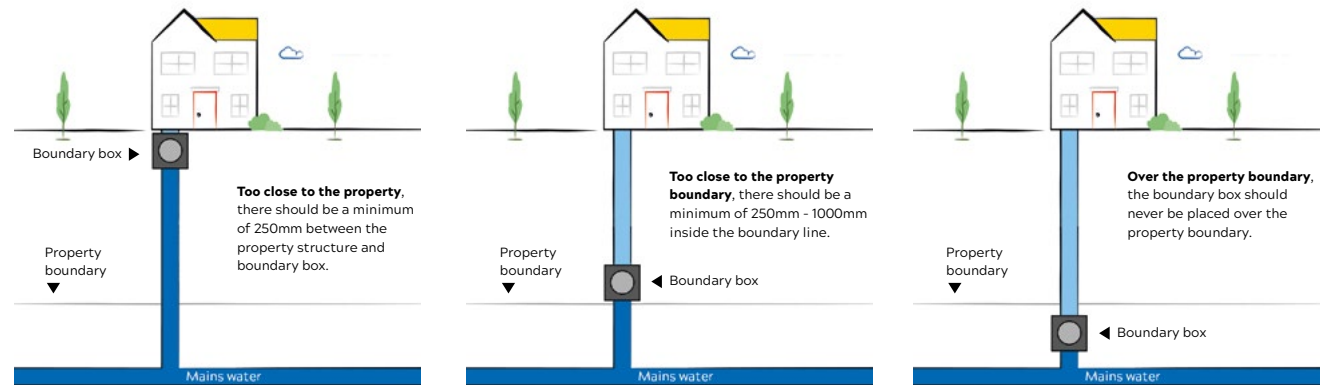 Boundary box
Too close to the property,
there should be a minimum
of 250mm between the
property structure and
boundary box.
Property
boundary
Mains water
Too close to the property
boundary, there should be a
minimum of 250mm - 1000mm
inside the boundary line.
Property
boundary
Boundary box
Mains water
Over the property boundary,
the boundary box should
never be placed over the
property boundary.
Property
boundary
Boundary box
Mains water